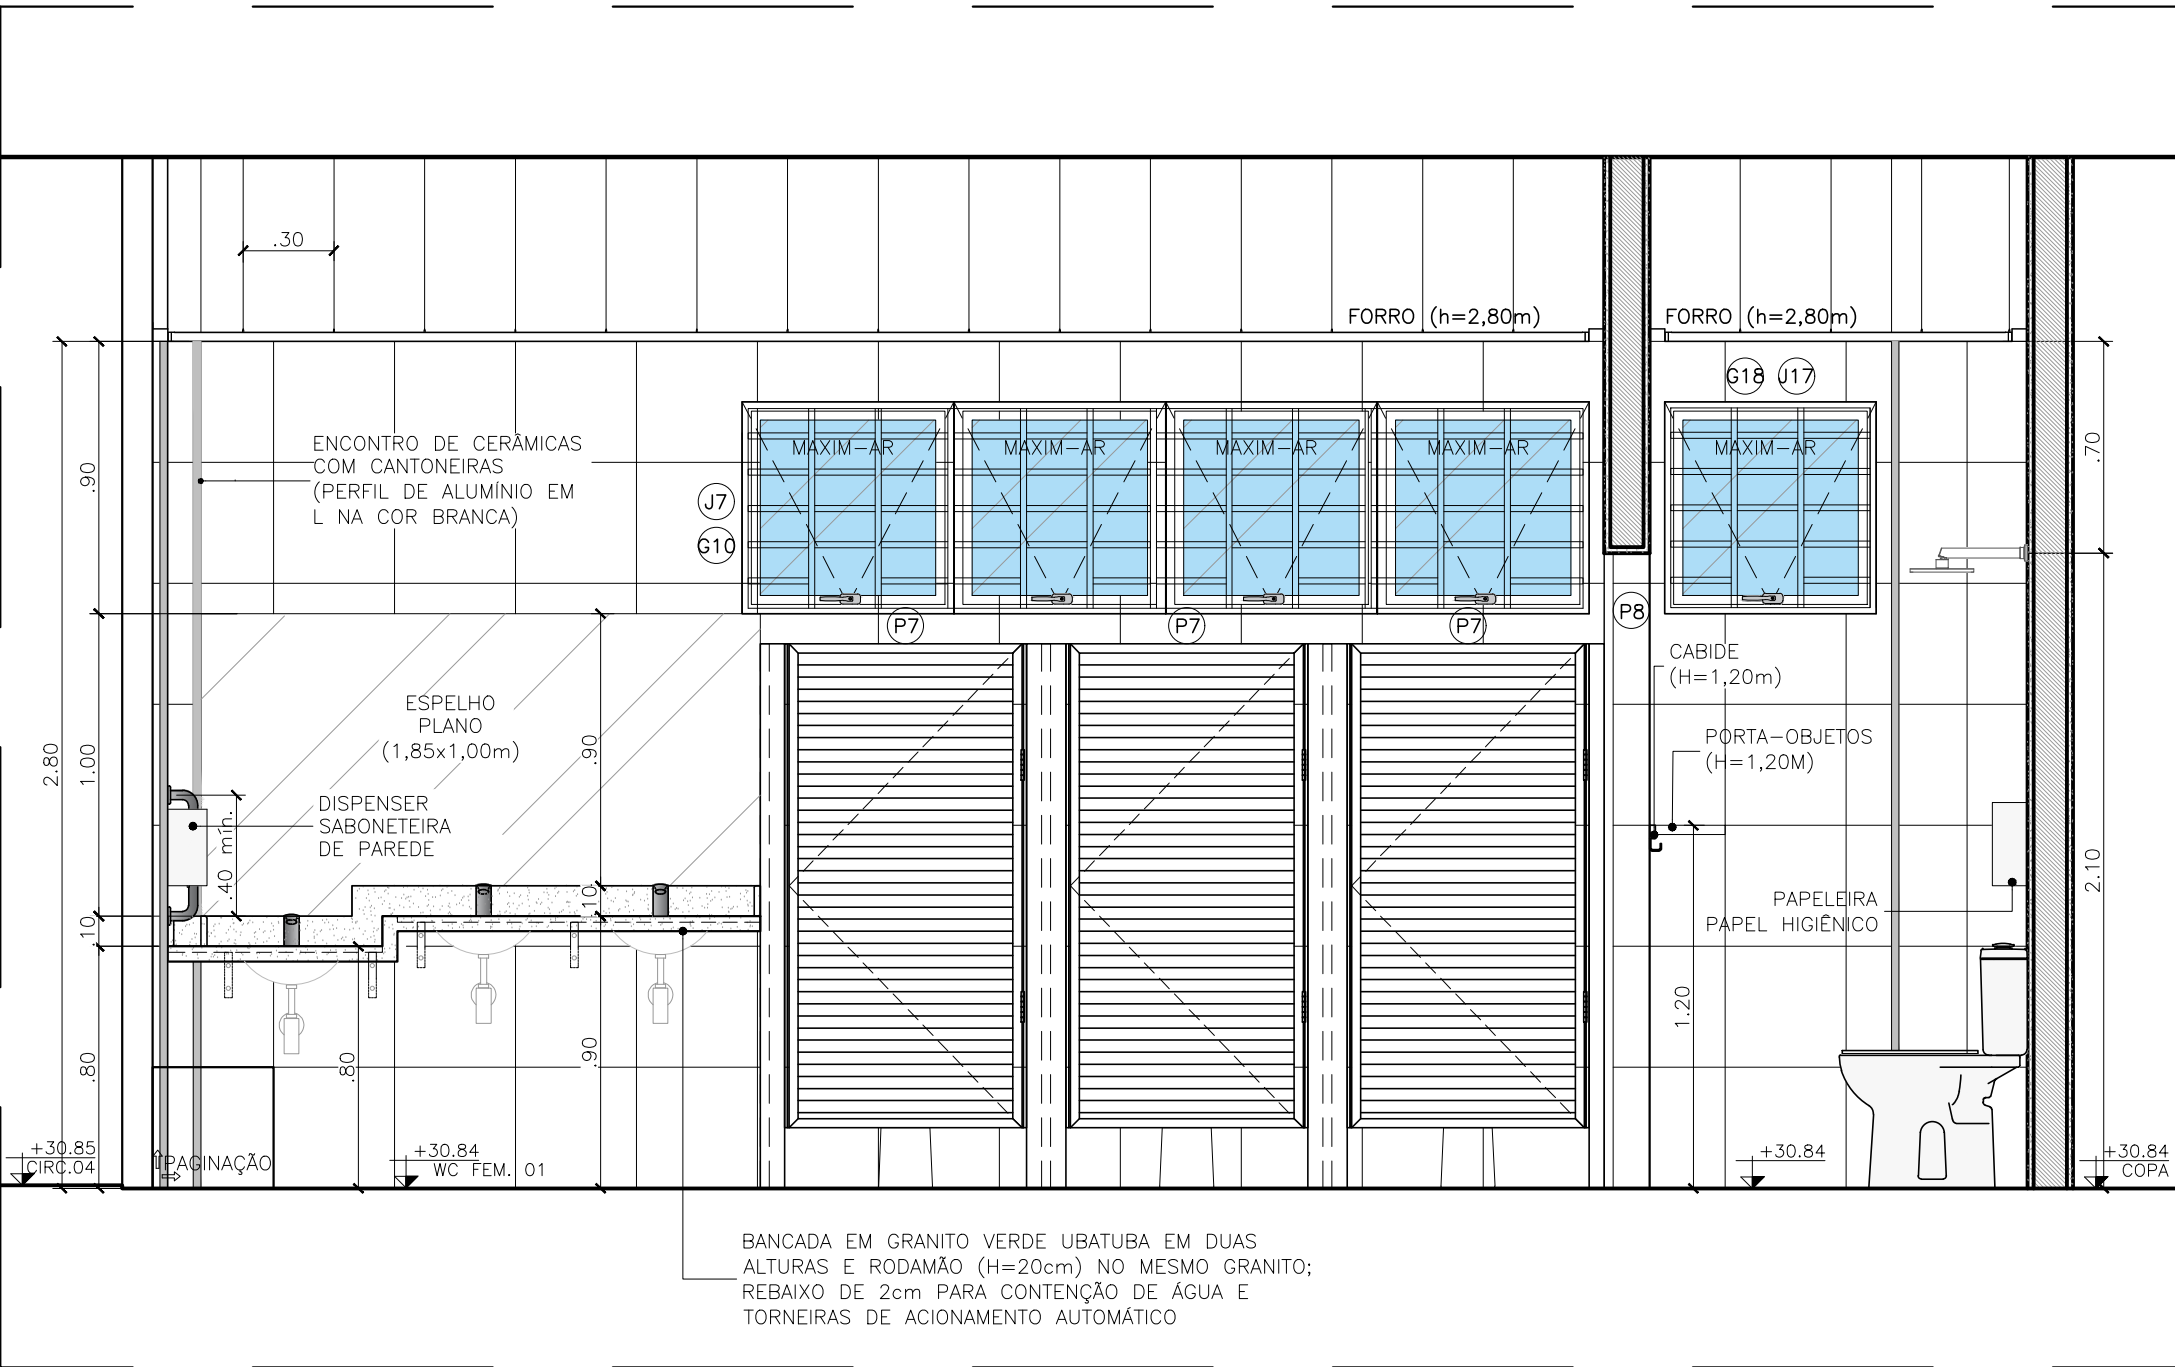 .30
FORRO (h=2,80m)
FORRO (h=2,80m)
G18 J17
ENCONTRO DE CERÂMICAS
COM CANTONEIRAS
(PERFIL DE ALUMÍNIO EM
L NA COR BRANCA)
MAXIM-AR
MAXIM-AR
MAXIM-AR
MAXIM-AR
MAXIM-AR
.90
.70
J7
G10
P7
P7
P7
P8
CABIDE
(H=1,20m)
ESPELHO
PLANO
(1,85x1,00m)
PORTA-OBJETOS
(H=1,20M)
2.80
1.00
.90
DISPENSER
SABONETEIRA
DE PAREDE
.40 mín.
.10
.10
2.10
PAPELEIRA
PAPEL HIGIÊNICO
1.20
.80
.80
.90
+30.85
CIRC.04
PAGINAÇÃO
+30.84
WC FEM. 01
+30.84
+30.84
COPA
BANCADA EM GRANITO VERDE UBATUBA EM DUAS
ALTURAS E RODAMÃO (H=20cm) NO MESMO GRANITO;
REBAIXO DE 2cm PARA CONTENÇÃO DE ÁGUA E
TORNEIRAS DE ACIONAMENTO AUTOMÁTICO